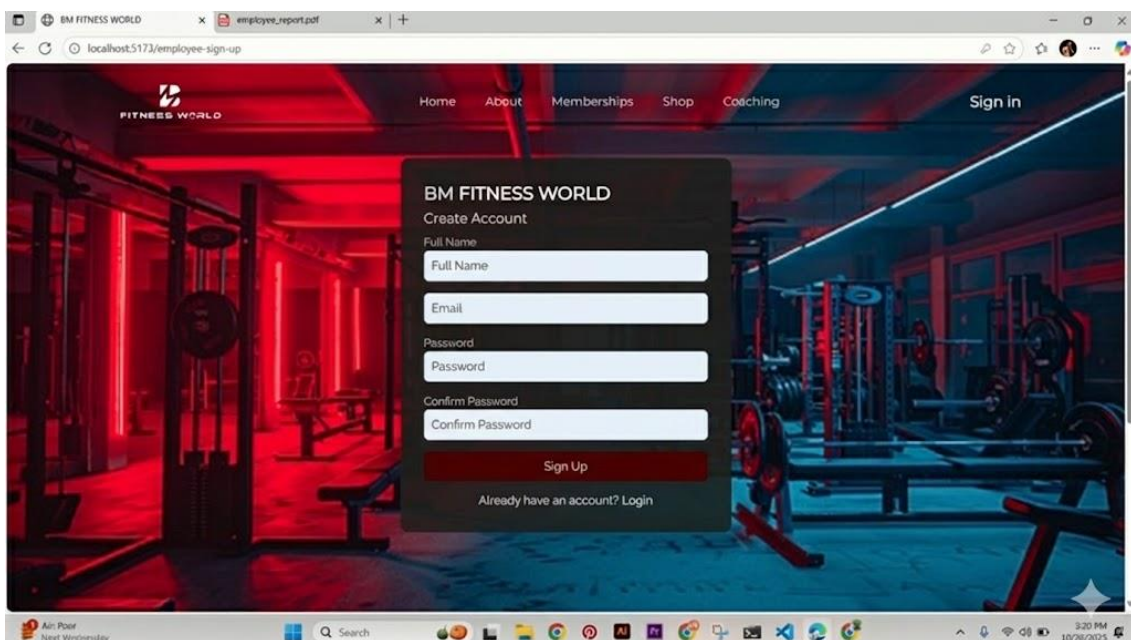 BM FITNESS WORLD
employee_report.pdf
localhost:5173/employee-sign-up
FITNESS WORLD
Home About Memberships Shop Coaching Sign in
BM FITNESS WORLD
Create Account
Full Name
Full Name
Email
Password
Password
Confirm Password
Confirm Password
Sign Up
Already have an account? Login
Air: Poor
Next Wednesday
Search
3:20 PM